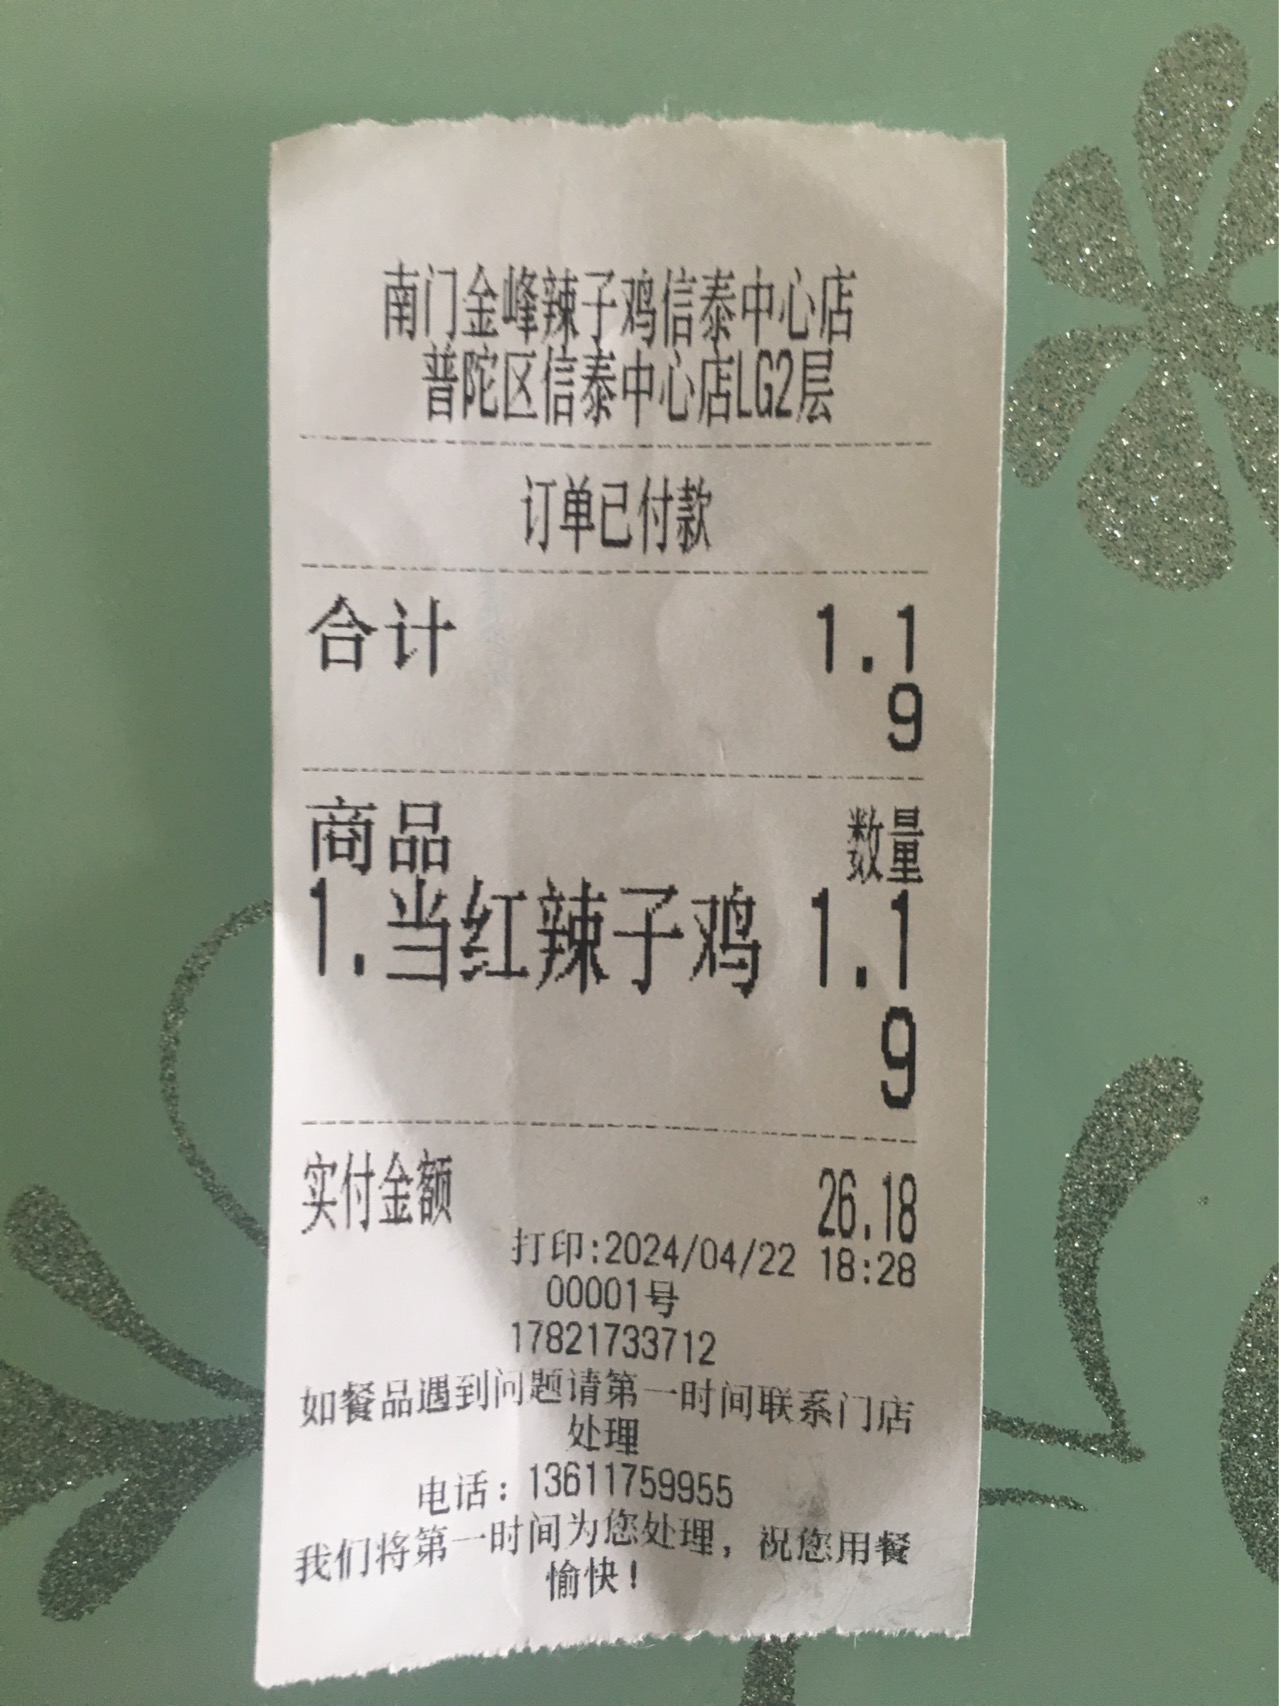 南门金峰辣子鸡信泰中心店
普陀区信泰中心店LG2层
订单已付款
合计 1.1
9
商品 数量
1.当红辣子鸡 1.1
9
实付金额 26.18
打印:2024/04/22 18:28
00001号
17821733712
如餐品遇到问题请第一时间联系门店
处理
电话：13611759955
我们将第一时间为您处理，祝您用餐
愉快！